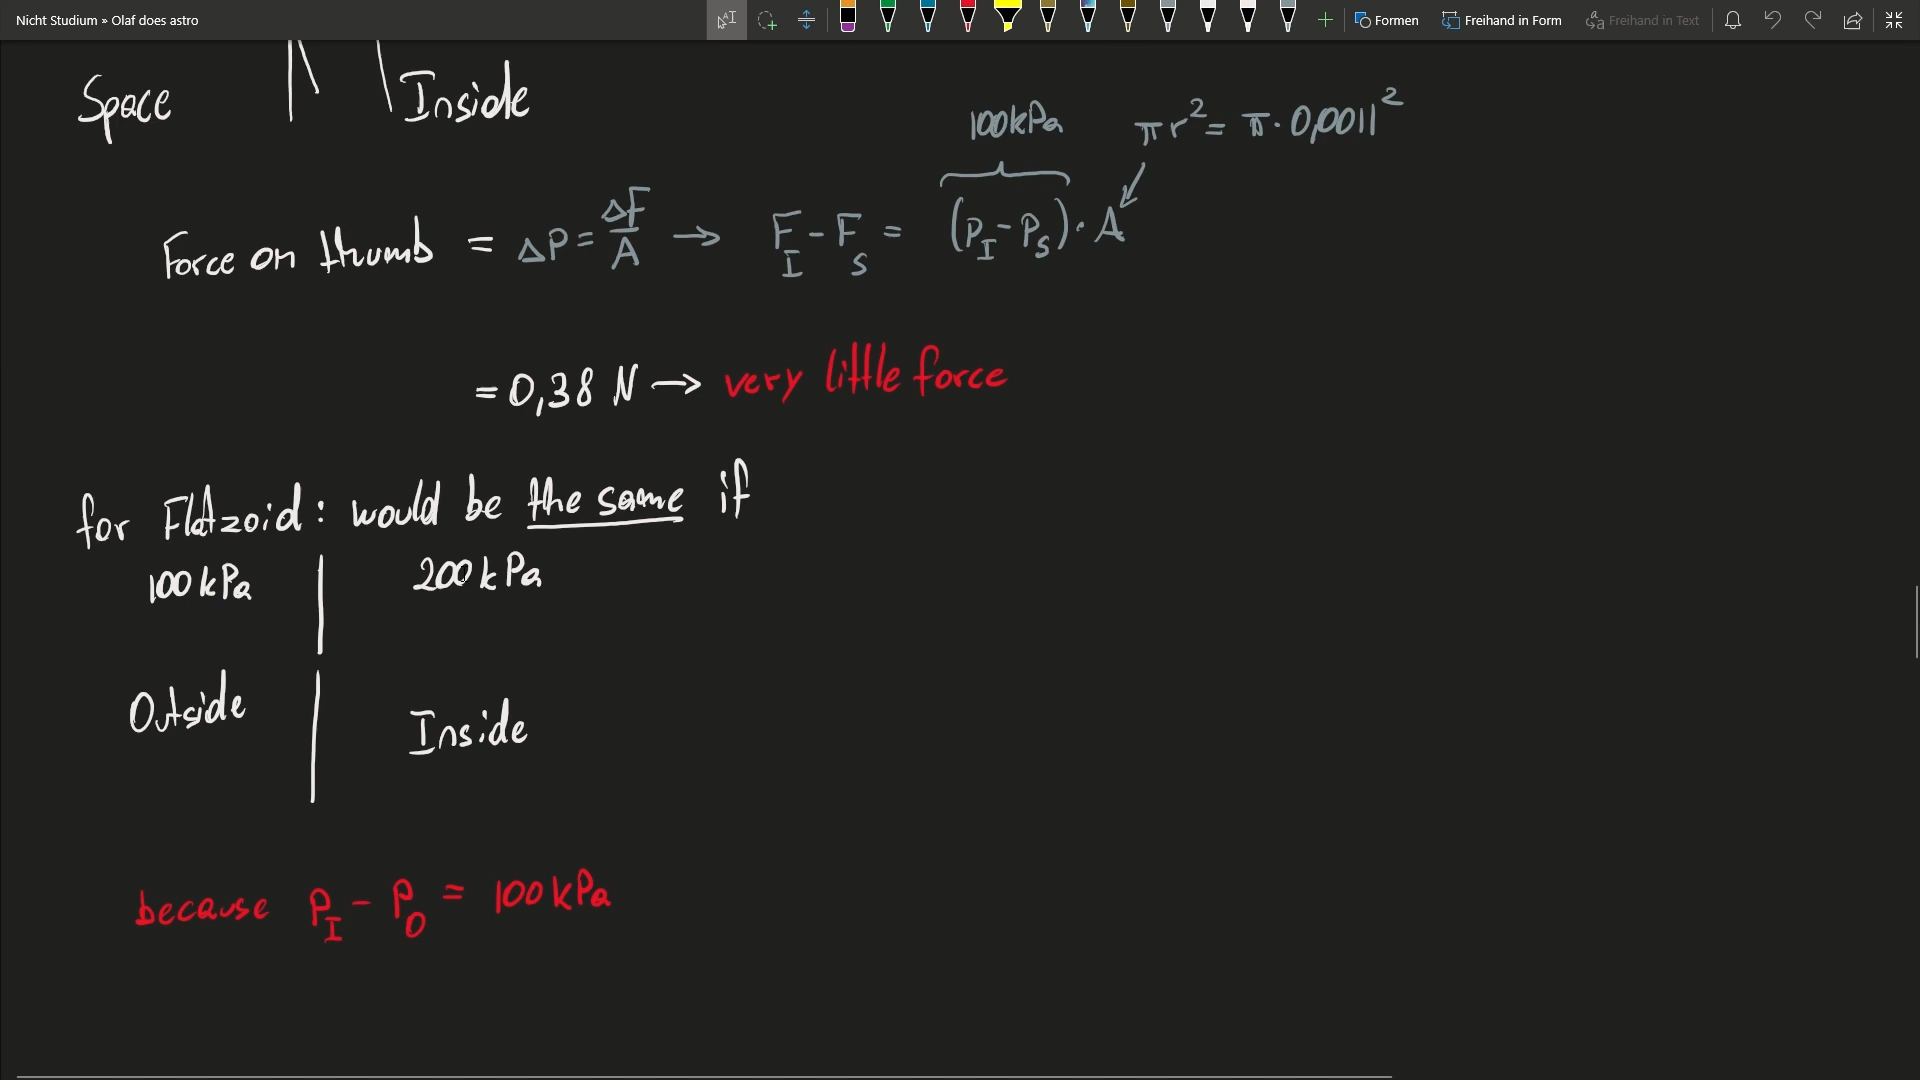 Nicht Studium » Olaf does astro
Formen
Freihand in Form
Freihand in Text
Space
Inside
100kPa
πr² = π · 0,0011²
Force on thumb = ΔP = ΔF/A → F_I - F_S = (P_I - P_S) · A
= 0,38 N → very little force
for Flatzoid: would be the same if
100 kPa
200 kPa
Outside
Inside
because P_I - P_O = 100kPa